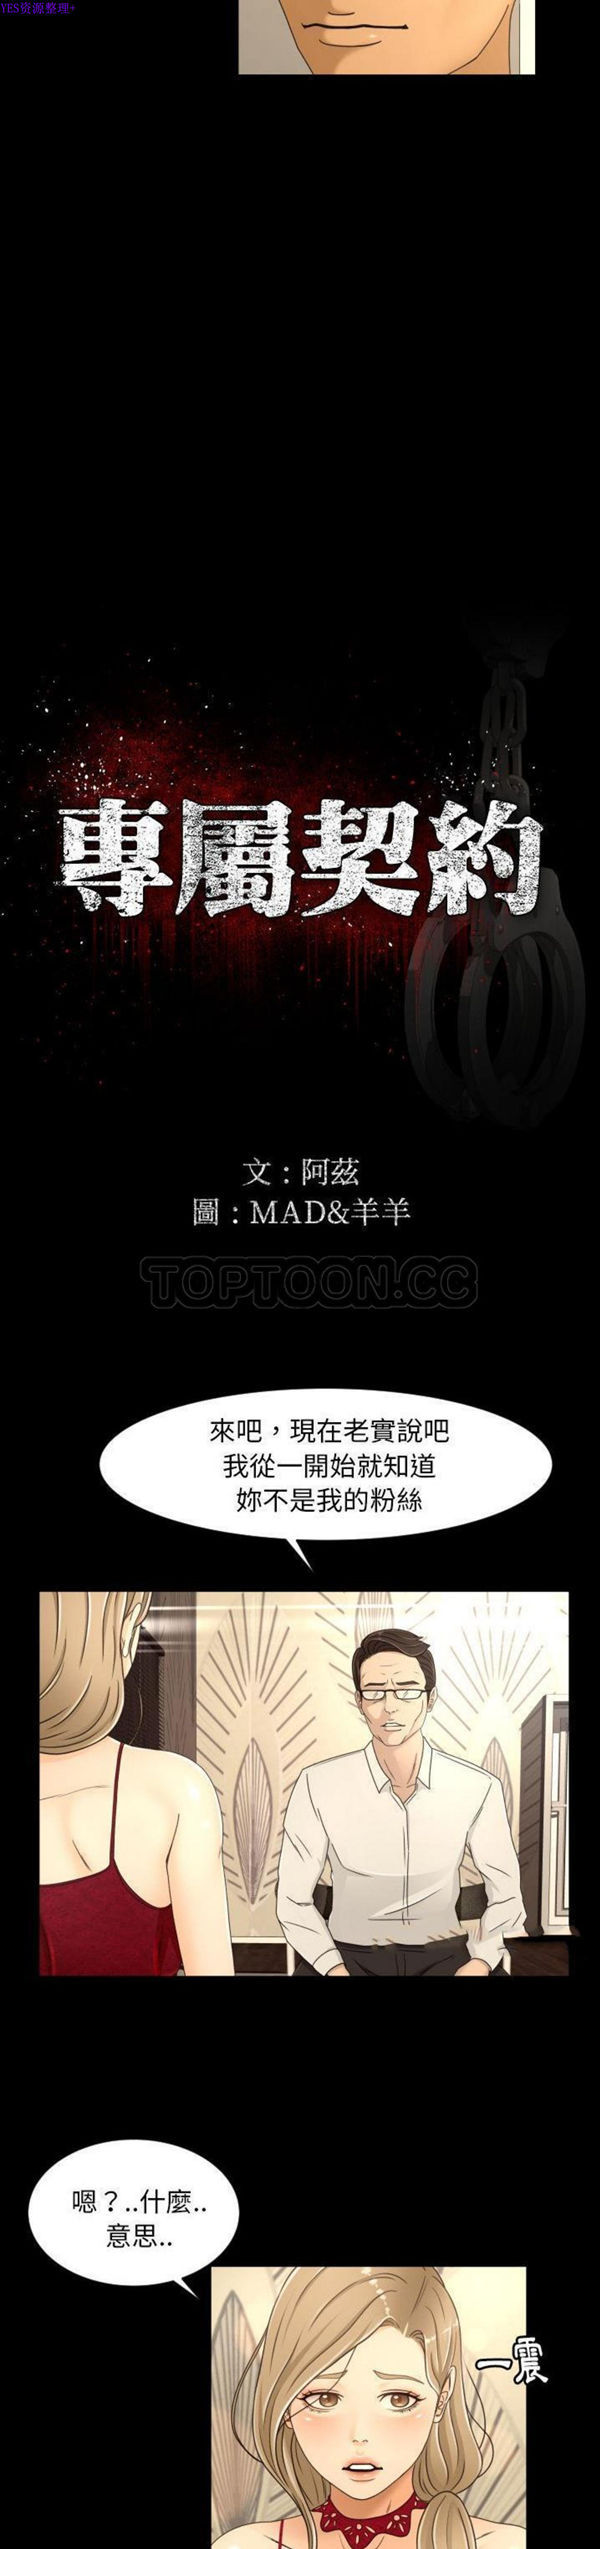 YES资源整理+
專屬契約
文：阿茲
圖：MAD&羊羊
TOPTOON.CC
來吧，現在老實說吧
我從一開始就知道
妳不是我的粉絲
嗯？..什麼..
意思..
一震